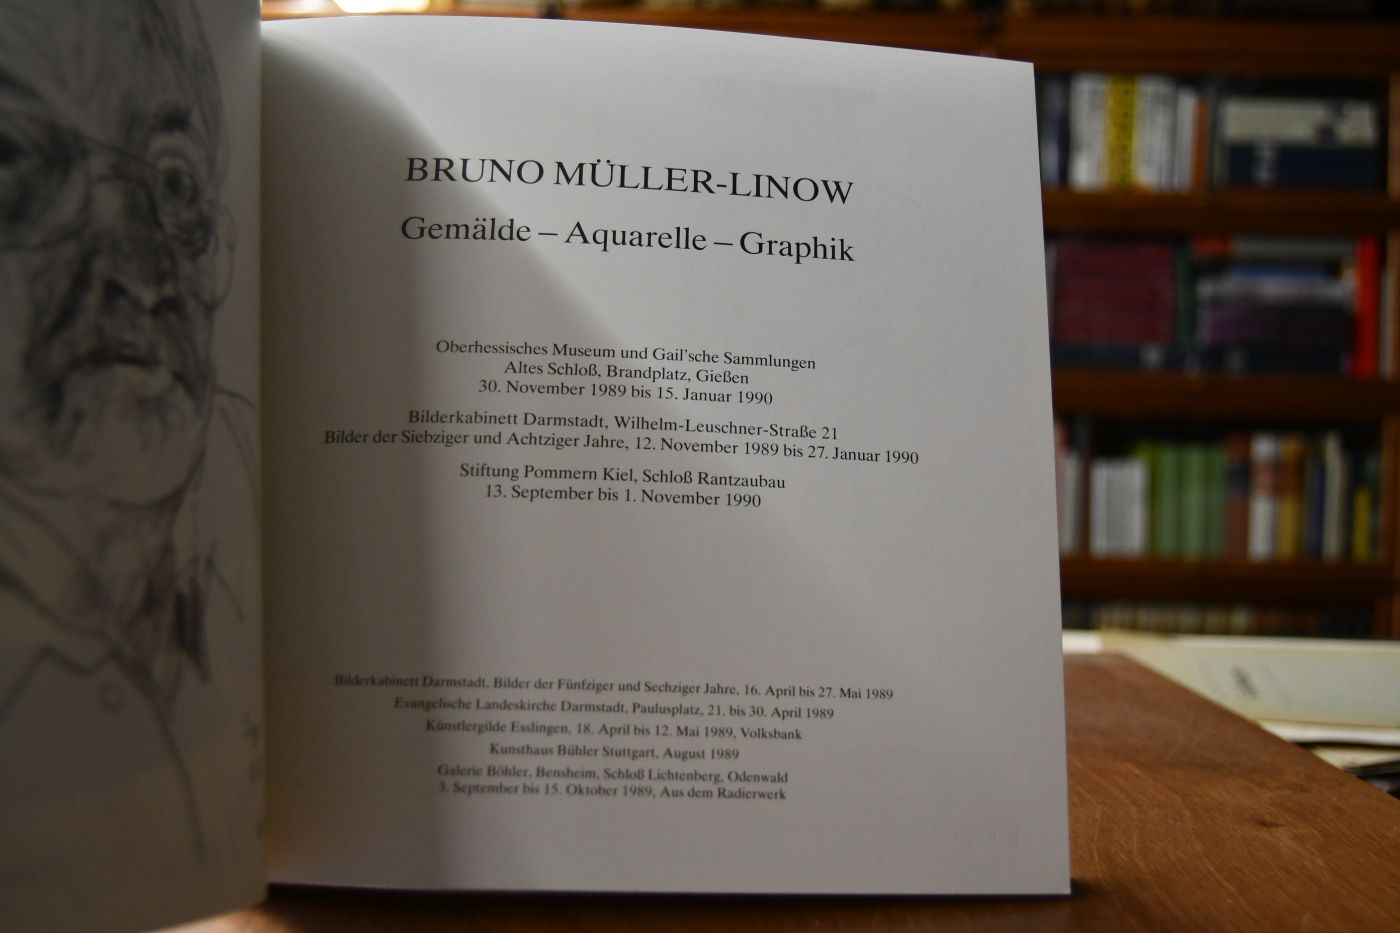 BRUNO MÜLLER-LINOW
Gemälde – Aquarelle – Graphik
Oberhessisches Museum und Gail'sche Sammlungen
Altes Schloß, Brandplatz, Gießen
30. November 1989 bis 15. Januar 1990
Bilderkabinett Darmstadt, Wilhelm-Leuschner-Straße 21
Bilder der Siebziger und Achtziger Jahre, 12. November 1989 bis 27. Januar 1990
Stiftung Pommern Kiel, Schloß Rantzaubau
13. September bis 1. November 1990
Bilderkabinett Darmstadt, Bilder der Fünfziger und Sechziger Jahre, 16. April bis 27. Mai 1989
Evangelische Landeskirche Darmstadt, Paulusplatz, 21. bis 30. April 1989
Künstlergilde Esslingen, 18. April bis 12. Mai 1989, Volksbank
Kunsthaus Bühler Stuttgart, August 1989
Galerie Böhler, Bensheim, Schloß Lichtenberg, Odenwald
3. September bis 15. Oktober 1989, Aus dem Radierwerk